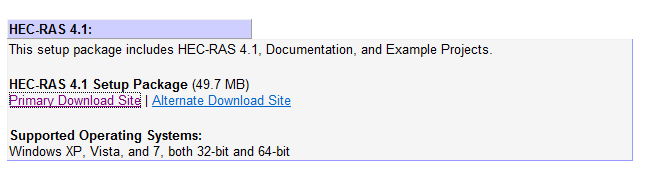 HEC-RAS 4.1:
This setup package includes HEC-RAS 4.1, Documentation, and Example Projects.
HEC-RAS 4.1 Setup Package (49.7 MB)
Primary Download Site | Alternate Download Site
Supported Operating Systems:
Windows XP, Vista, and 7, both 32-bit and 64-bit